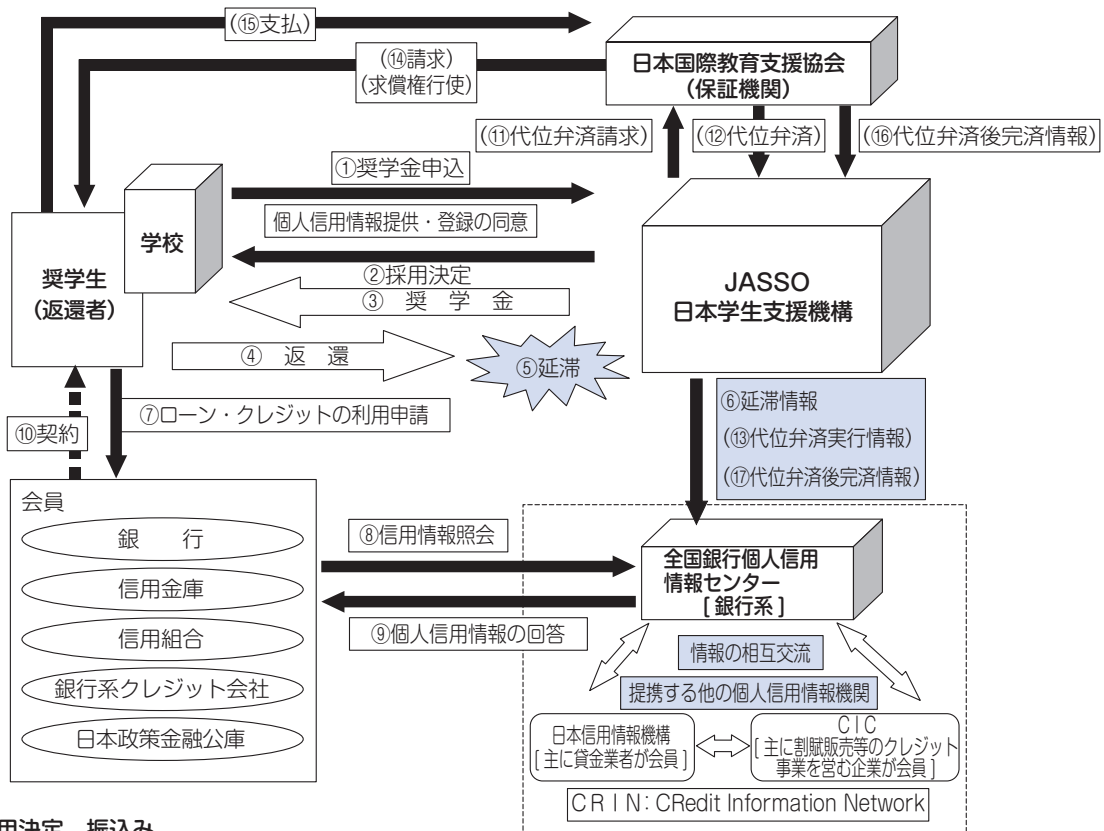 (⑮支払)
(⑭請求)
(求償権行使)
日本国際教育支援協会
(保証機関)
(⑪代位弁済請求)
(⑫代位弁済)
(⑯代位弁済後完済情報)
①奨学金申込
個人信用情報提供・登録の同意
学校
奨学生
(返還者)
②採用決定
③ 奨 学 金
JASSO
日本学生支援機構
④ 返 還
⑤延滞
⑥延滞情報
(⑬代位弁済実行情報)
(⑰代位弁済後完済情報)
⑦ローン・クレジットの利用申請
⑩契約
会員
銀 行
信用金庫
信用組合
銀行系クレジット会社
日本政策金融公庫
⑧信用情報照会
⑨個人信用情報の回答
全国銀行個人信用
情報センター
[ 銀行系 ]
情報の相互交流
提携する他の個人信用情報機関
日本信用情報機構
[ 主に貸金業者が会員 ]
CIC
[ 主に割賦販売等のクレジット
事業を営む企業が会員 ]
CRIN: CRedit Information Network
用決定、振込み